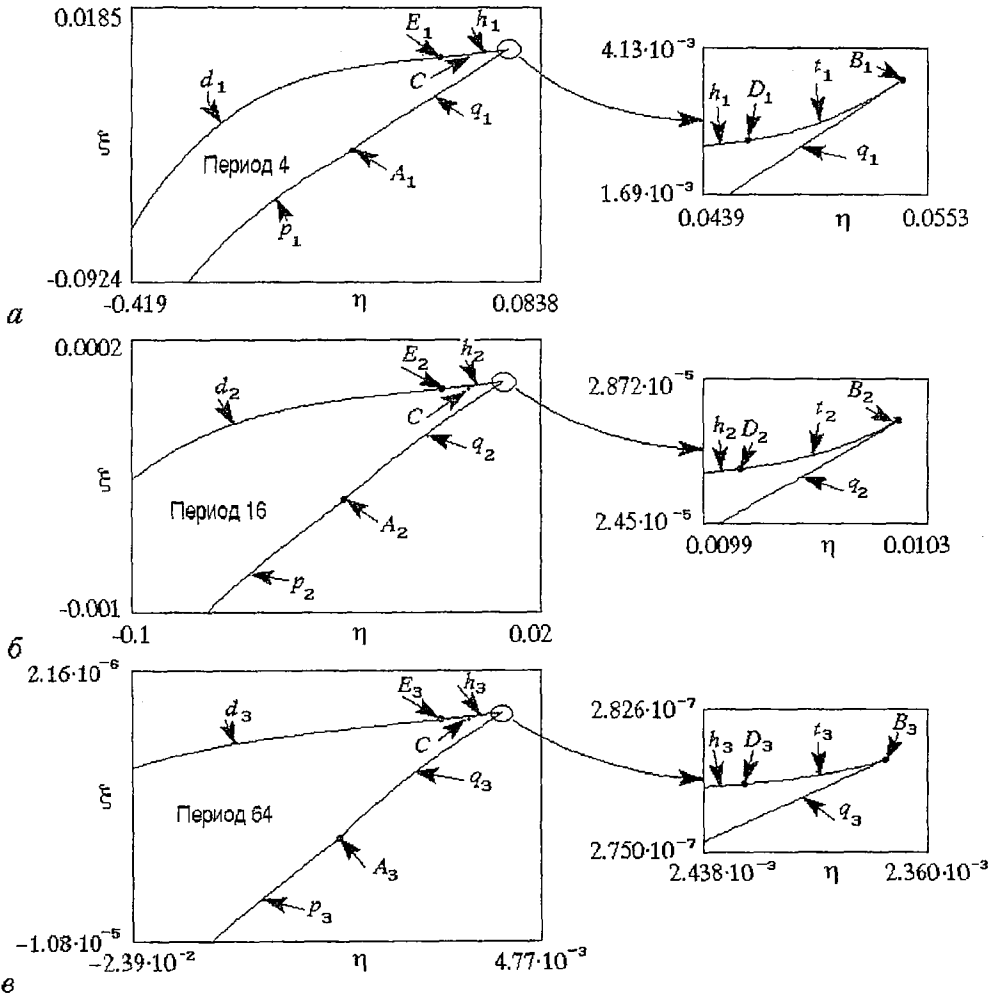 0.0185
E₁
h₁
d₁
C
ξ
q₁
Период 4
A₁
p₁
-0.0924
-0.419
η
0.0838
а
4.13·10⁻³
B₁
t₁
D₁
h₁
q₁
1.69·10⁻³
0.0439
η
0.0553
0.0002
E₂
h₂
d₂
C
q₂
ξ
Период 16
A₂
p₂
-0.001
-0.1
η
0.02
б
2.872·10⁻⁵
B₂
t₂
h₂
D₂
q₂
2.45·10⁻⁵
0.0099
η
0.0103
2.16·10⁻⁶
E₃
h₃
d₃
C
q₃
ξ
Период 64
A₃
p₃
-1.08·10⁻⁵
-2.39·10⁻²
η
4.77·10⁻³
в
2.826·10⁻⁷
B₃
t₃
h₃
D₃
q₃
2.750·10⁻⁷
2.438·10⁻³
η
2.360·10⁻³